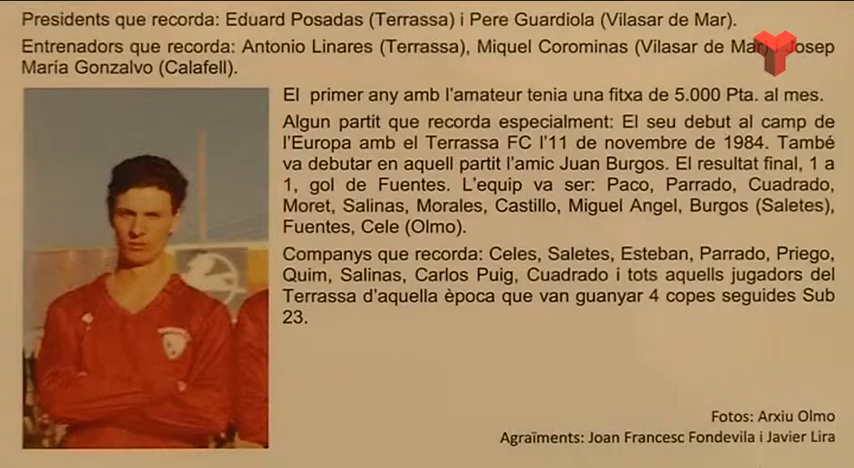 Presidents que recorda: Eduard Posadas (Terrassa) i Pere Guardiola (Vilasar de Mar).
Entrenadors que recorda: Antonio Linares (Terrassa), Miquel Corominas (Vilasar de Mar) i Josep
María Gonzalvo (Calafell).
El primer any amb l'amateur tenia una fitxa de 5.000 Pta. al mes.
Algun partit que recorda especialment: El seu debut al camp de
l'Europa amb el Terrassa FC l'11 de novembre de 1984. També
va debutar en aquell partit l'amic Juan Burgos. El resultat final, 1 a
1, gol de Fuentes. L'equip va ser: Paco, Parrado, Cuadrado,
Moret, Salinas, Morales, Castillo, Miguel Angel, Burgos (Saletes),
Fuentes, Cele (Olmo).
Companys que recorda: Celes, Saletes, Esteban, Parrado, Priego,
Quim, Salinas, Carlos Puig, Cuadrado i tots aquells jugadors del
Terrassa d'aquella època que van guanyar 4 copes seguides Sub
23.
Fotos: Arxiu Olmo
Agraïments: Joan Francesc Fondevila i Javier Lira